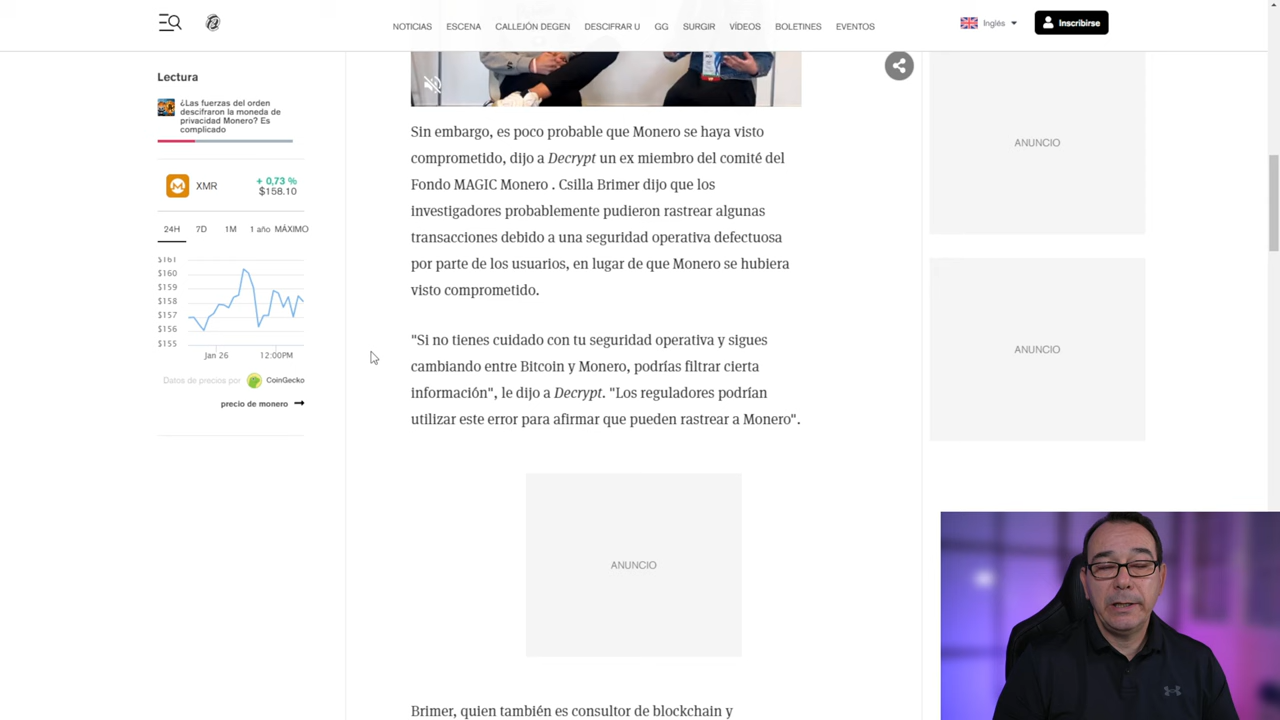 NOTICIAS ESCENA CALLEJÓN DEGEN DESCIFRAR U GG SURGIR VÍDEOS BOLETINES EVENTOS
Inglés
Inscribirse
Lectura
¿Las fuerzas del orden
descifraron la moneda de
privacidad Monero? Es
complicado
XMR
+ 0,73 %
$158.10
24H 7D 1M 1 año MÁXIMO
$161
$160
$159
$158
$157
$156
$155
Jan 26 12:00PM
Datos de precios por CoinGecko
precio de monero
Sin embargo, es poco probable que Monero se haya visto
comprometido, dijo a Decrypt un ex miembro del comité del
Fondo MAGIC Monero . Csilla Brimer dijo que los
investigadores probablemente pudieron rastrear algunas
transacciones debido a una seguridad operativa defectuosa
por parte de los usuarios, en lugar de que Monero se hubiera
visto comprometido.
"Si no tienes cuidado con tu seguridad operativa y sigues
cambiando entre Bitcoin y Monero, podrías filtrar cierta
información", le dijo a Decrypt. "Los reguladores podrían
utilizar este error para afirmar que pueden rastrear a Monero".
ANUNCIO
Brimer, quien también es consultor de blockchain y
ANUNCIO
ANUNCIO